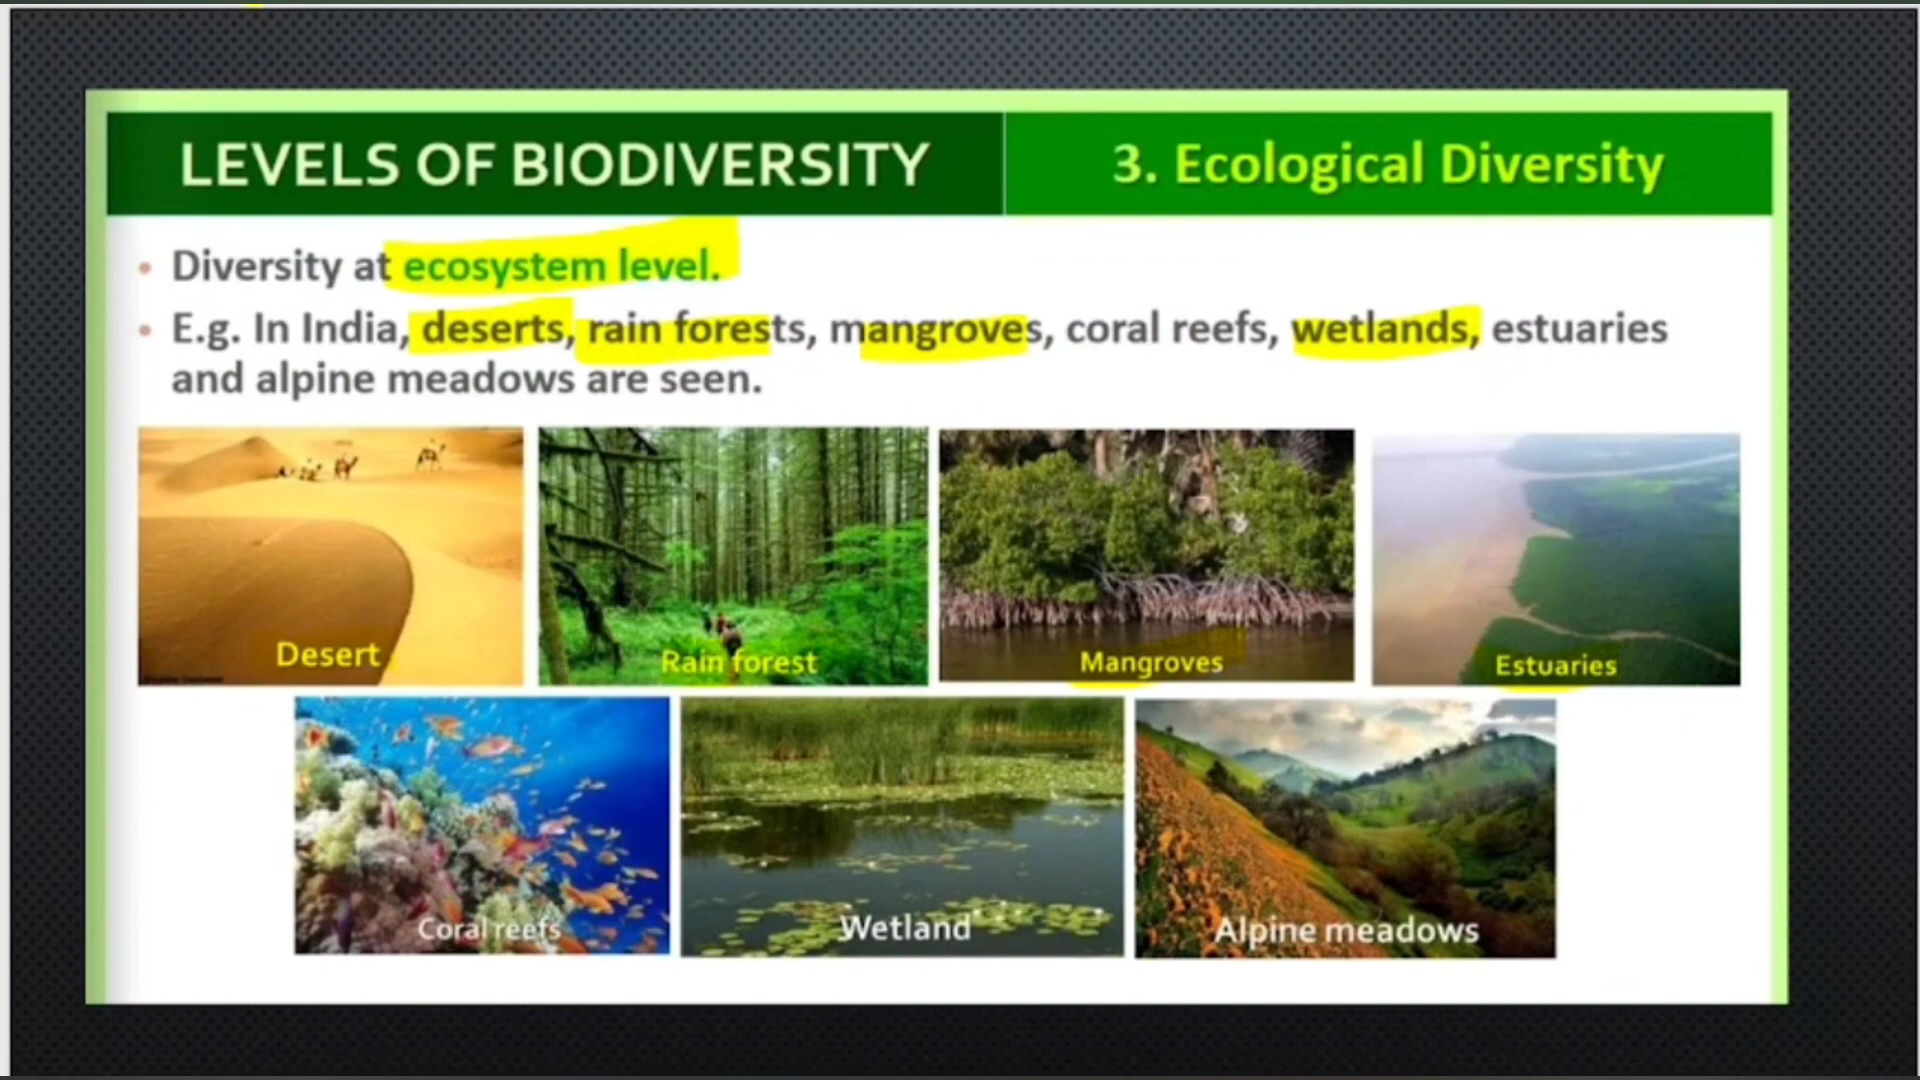 LEVELS OF BIODIVERSITY
3. Ecological Diversity
• Diversity at ecosystem level.
• E.g. In India, deserts, rain forests, mangroves, coral reefs, wetlands, estuaries
and alpine meadows are seen.
Desert
Rain forest
Mangroves
Estuaries
Coral reefs
Wetland
Alpine meadows